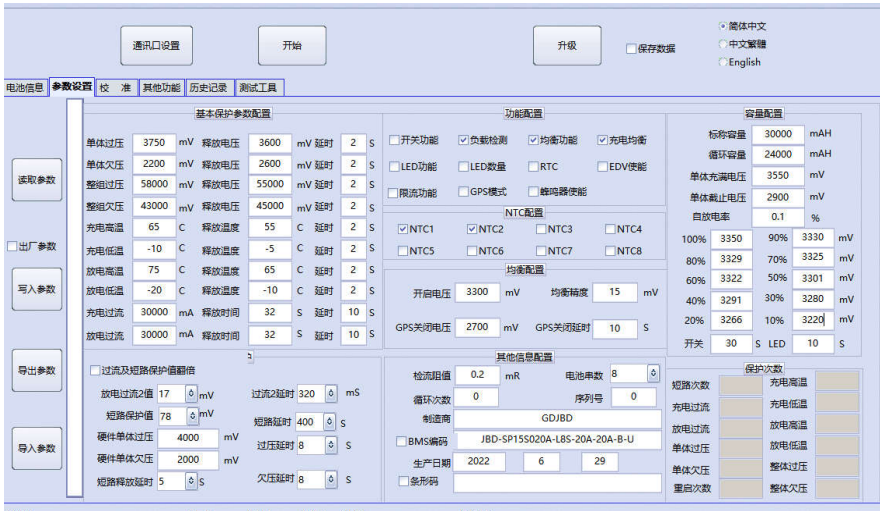 通讯口设置 开始 升级 保存数据
简体中文
中文繁軆
English
电池信息 参数设置 校 准 其他功能 历史记录 测试工具
读取参数
出厂参数
写入参数
导出参数
导入参数
基本保护参数配置
单体过压 3750 mV 释放电压 3600 mV 延时 2 S
单体欠压 2200 mV 释放电压 2600 mV 延时 2 S
整组过压 58000 mV 释放电压 55000 mV 延时 2 S
整组欠压 43000 mV 释放电压 45000 mV 延时 2 S
充电高温 65 C 释放温度 55 C 延时 2 S
充电低温 -10 C 释放温度 -5 C 延时 2 S
放电高温 75 C 释放温度 65 C 延时 2 S
放电低温 -20 C 释放温度 -10 C 延时 2 S
充电过流 30000 mA 释放时间 32 S 延时 10 S
放电过流 30000 mA 释放时间 32 S 延时 10 S
过流及短路保护值翻倍
放电过流2值 17 mV 过流2延时 320 mS
短路保护值 78 mV 短路延时 400 s
硬件单体过压 4000 mV 过压延时 8 S
硬件单体欠压 2000 mV
短路释放延时 5 S 欠压延时 8 S
功能配置
开关功能 负载检测 均衡功能 充电均衡
LED功能 LED数量 RTC EDV使能
限流功能 GPS模式 蜂鸣器使能
NTC配置
NTC1 NTC2 NTC3 NTC4
NTC5 NTC6 NTC7 NTC8
均衡配置
开启电压 3300 mV 均衡精度 15 mV
GPS关闭电压 2700 mV GPS关闭延时 10 S
其他信息配置
检流阻值 0.2 mR 电池串数 8
循环次数 0 序列号 0
制造商 GDJBD
BMS编码 JBD-SP15S020A-L8S-20A-20A-B-U
生产日期 2022 6 29
条形码
容量配置
标称容量 30000 mAH
循环容量 24000 mAH
单体充满电压 3550 mV
单体截止电压 2900 mV
自放电率 0.1 %
100% 3350 90% 3330 mV
80% 3329 70% 3325 mV
60% 3322 50% 3301 mV
40% 3291 30% 3280 mV
20% 3266 10% 3220 mV
开关 30 S LED 10 S
保护次数
短路次数 充电高温
充电过流 充电低温
放电过流 放电高温
单体过压 放电低温
单体欠压 整体过压
重启次数 整体欠压